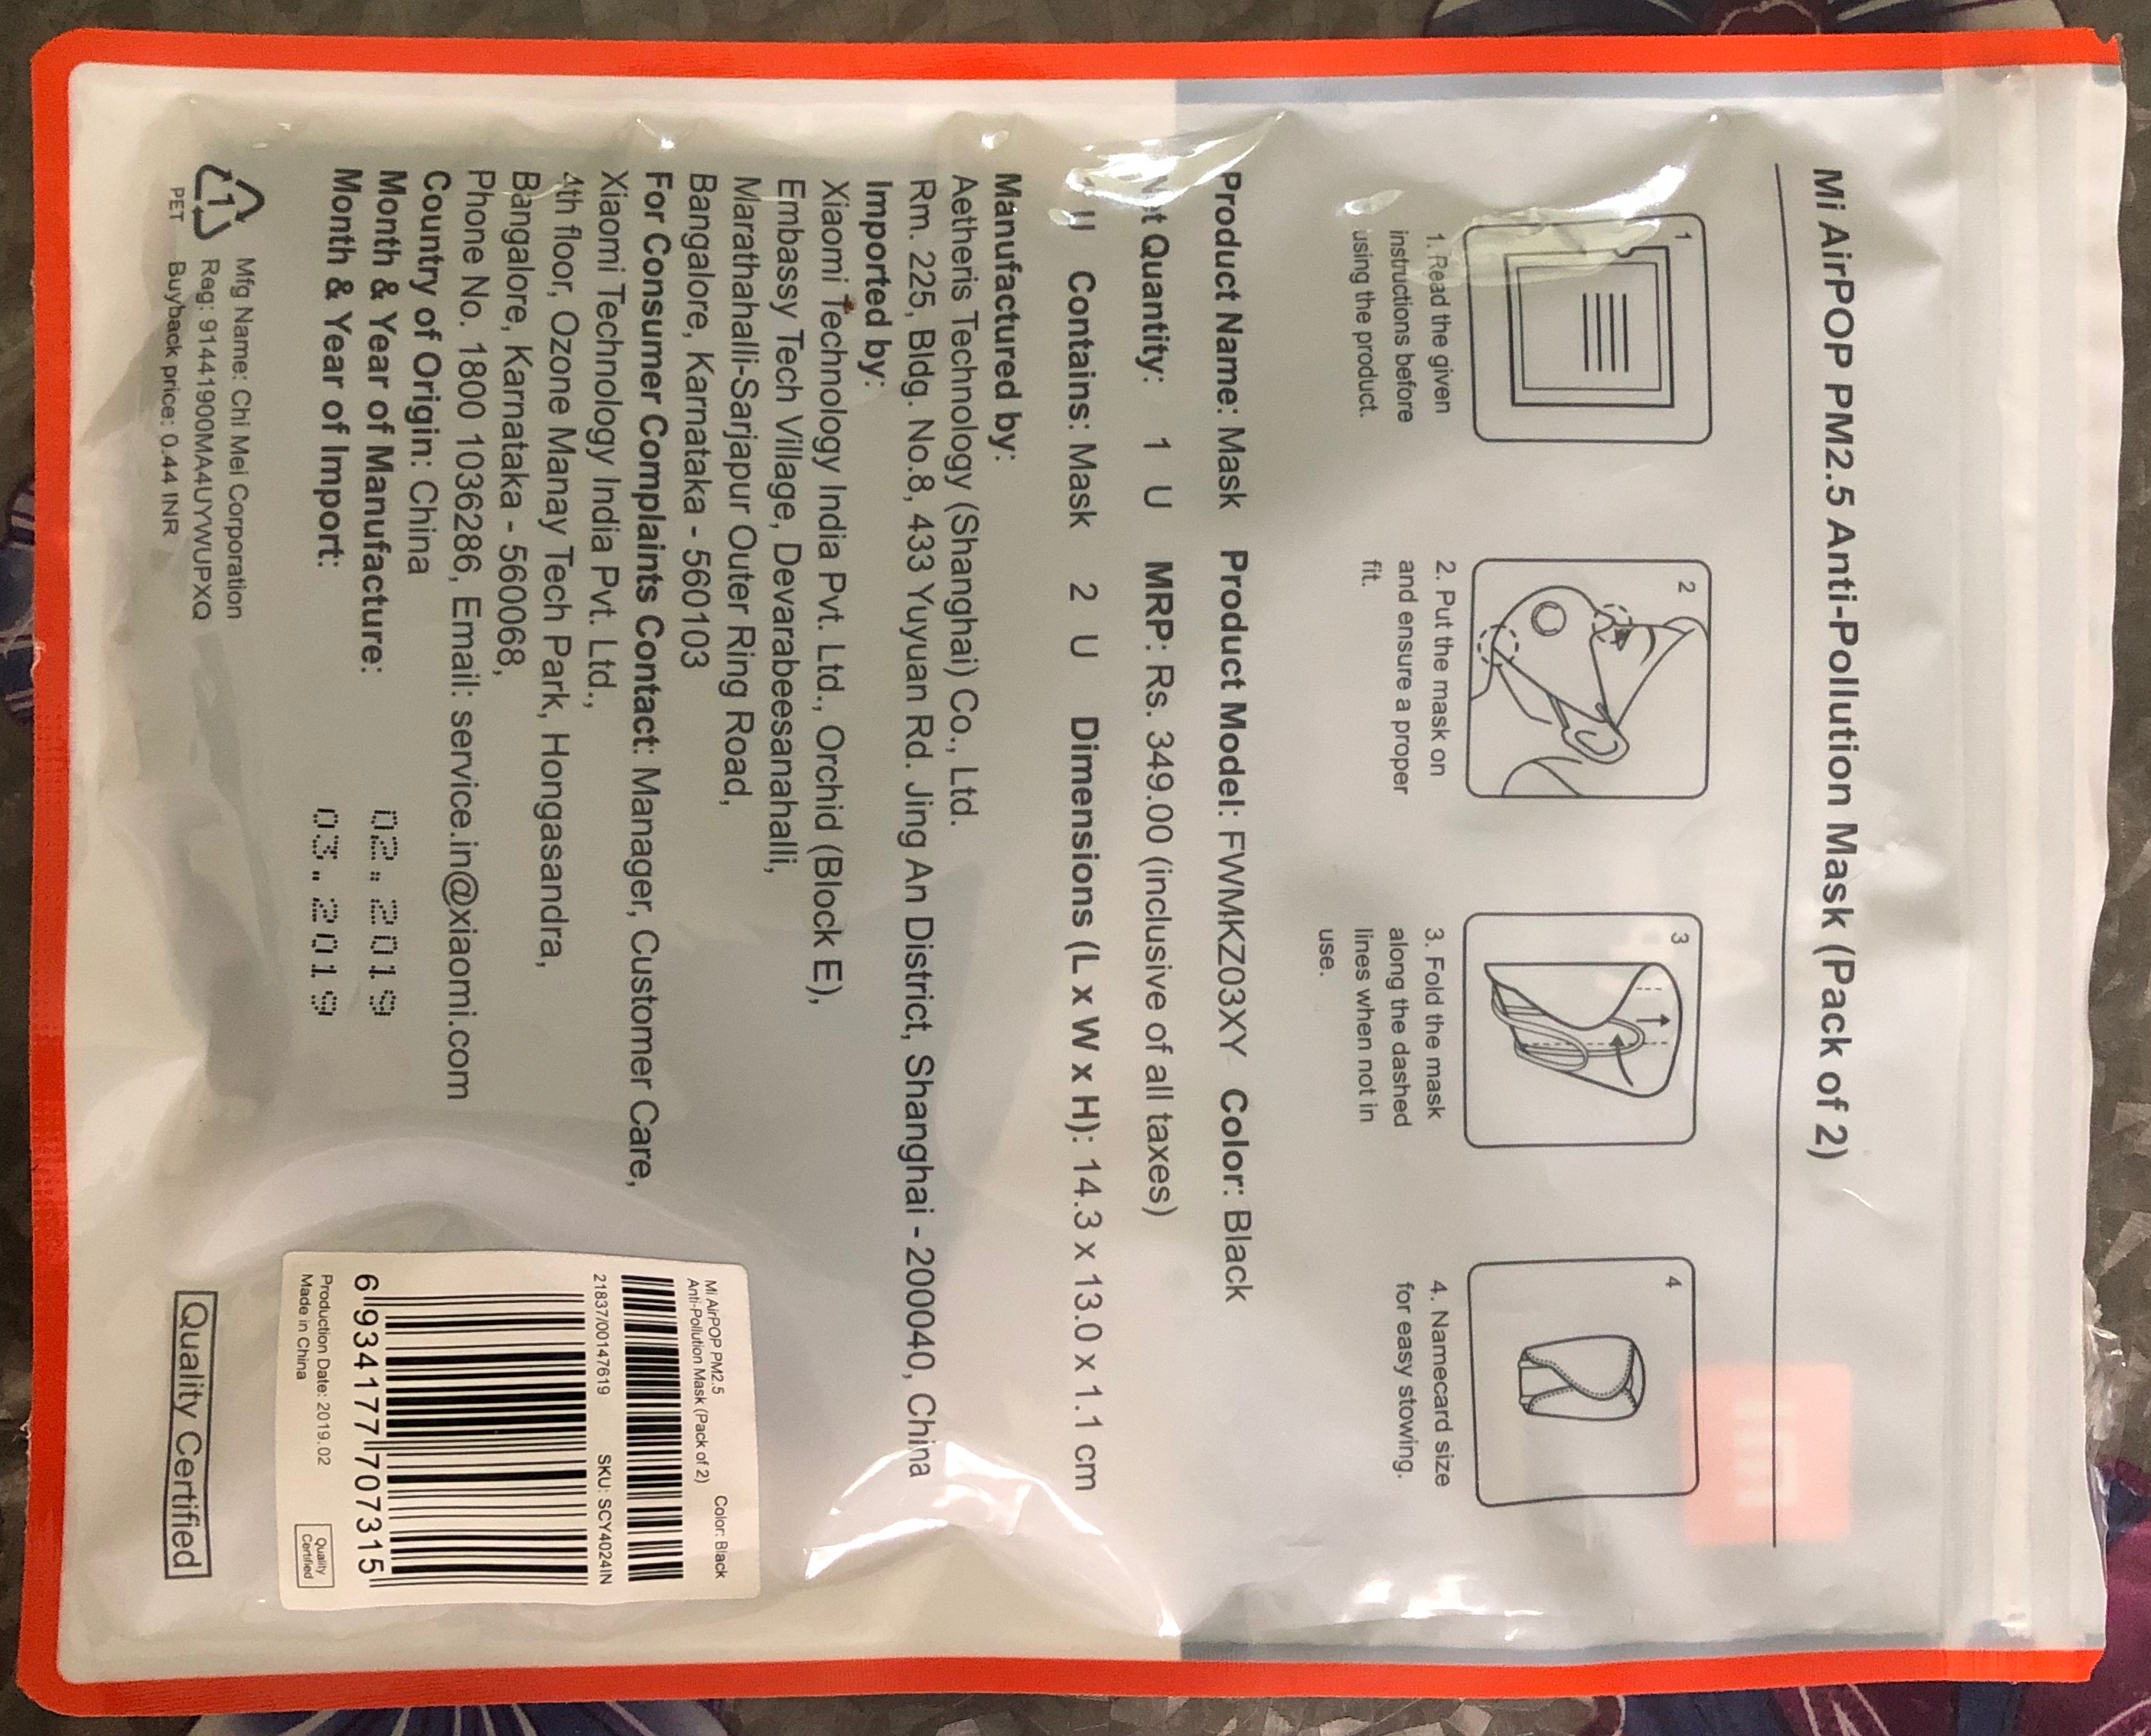 Mi AirPOP PM2.5 Anti-Pollution Mask (Pack of 2)
1
1. Read the given
instructions before
using the product.
2
2. Put the mask on
and ensure a proper
fit.
3
3. Fold the mask
along the dashed
lines when not in
use.
4
4. Namecard size
for easy stowing.
Product Name: Mask Product Model: FWMKZ03XY Color: Black
Quantity: 1 U MRP: Rs. 349.00 (inclusive of all taxes)
U Contains: Mask 2 U Dimensions (L x W x H): 14.3 x 13.0 x 1.1 cm
Manufactured by:
Aetheris Technology (Shanghai) Co., Ltd.
Rm. 225, Bldg. No.8, 433 Yuyuan Rd. Jing An District, Shanghai - 200040, China
Imported by:
Xiaomi Technology India Pvt. Ltd., Orchid (Block E),
Embassy Tech Village, Devarabeesanahalli,
Marathahalli-Sarjapur Outer Ring Road,
Bangalore, Karnataka - 560103
For Consumer Complaints Contact: Manager, Customer Care,
Xiaomi Technology India Pvt. Ltd.,
4th floor, Ozone Manay Tech Park, Hongasandra,
Bangalore, Karnataka - 560068,
Phone No. 1800 1036286, Email: service.in@xiaomi.com
Country of Origin: China
Month & Year of Manufacture: 02. 2019
Month & Year of Import: 03. 2019
1
PET
Mfg Name: Chi Mei Corporation
Reg: 91441900MA4UYWUPXQ
Buyback price: 0.44 INR
Mi AirPOP PM2.5 Color: Black
Anti-Pollution Mask (Pack of 2)
21837/00147619 SKU: SCY4024IN
6 934177 707315
Production Date: 2019.02
Made in China
Quality
Certified
Quality Certified